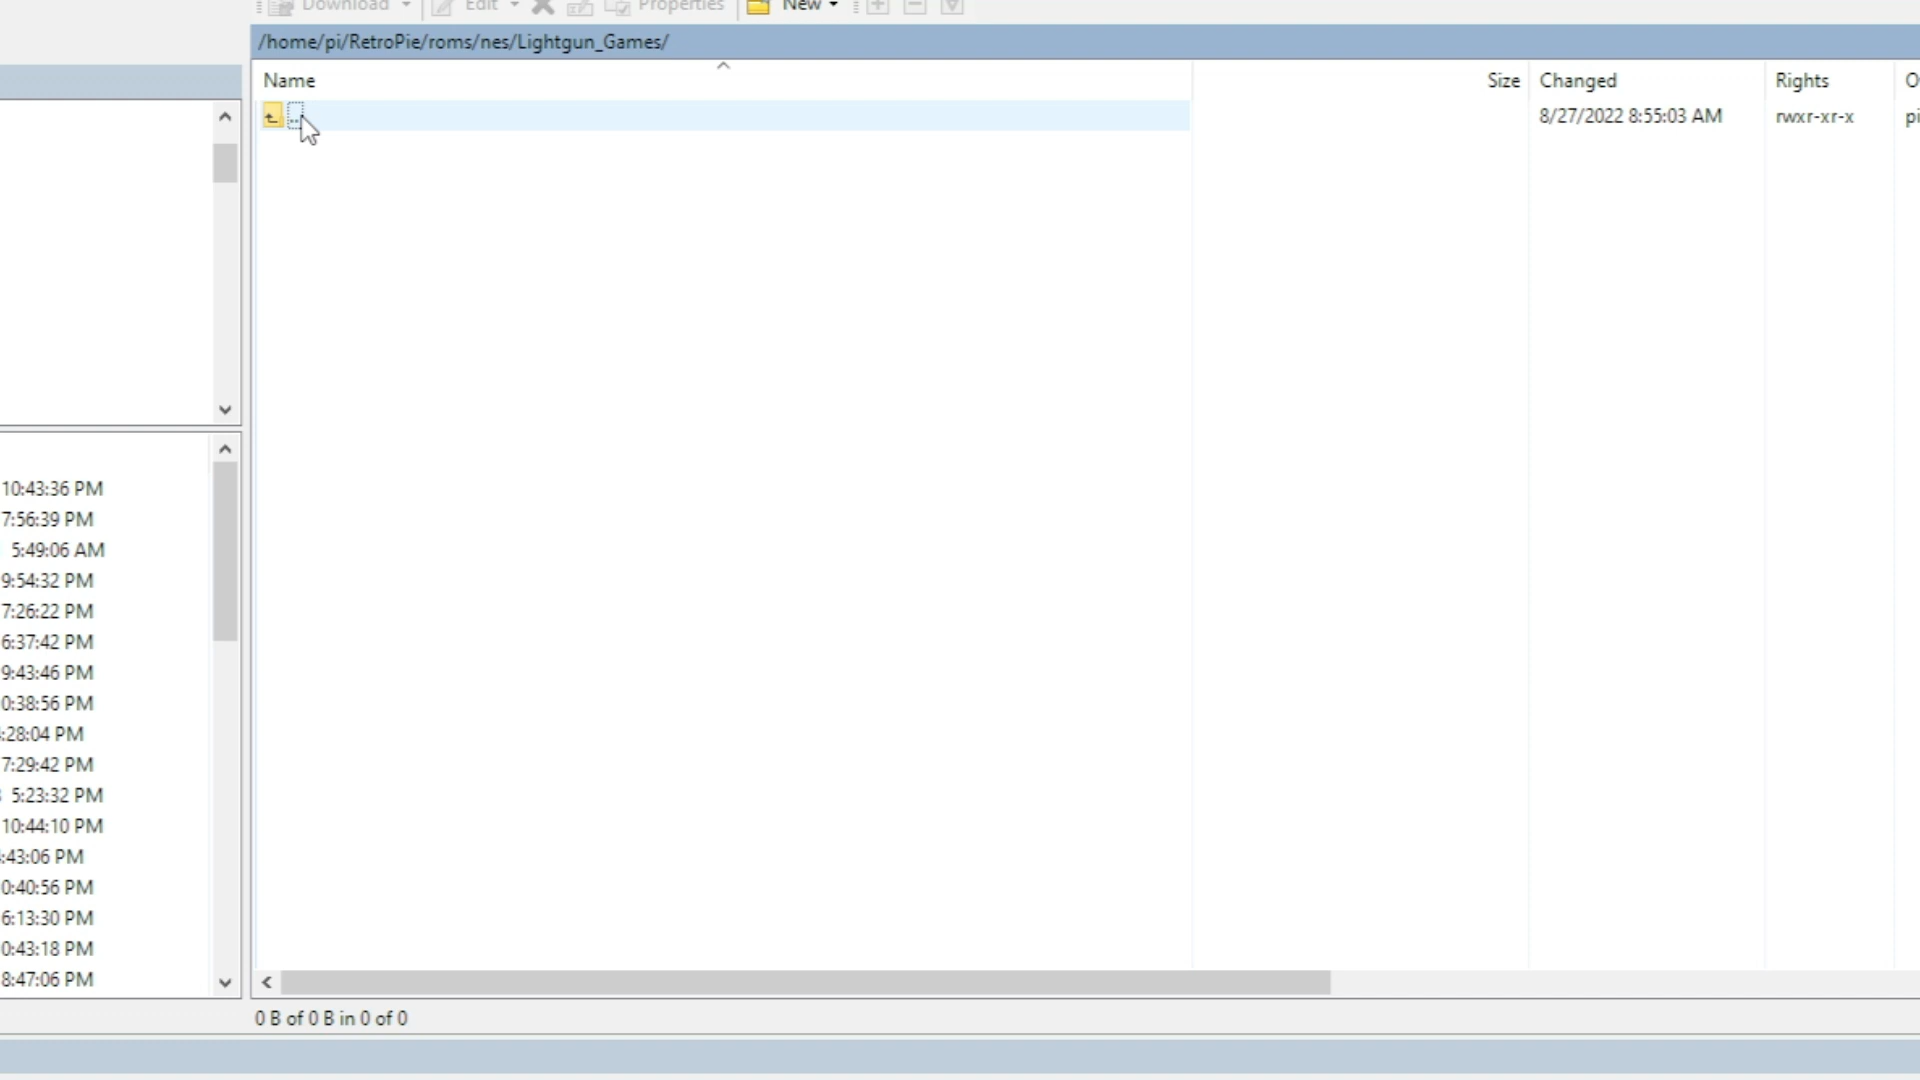 Download Edit Properties New
/home/pi/RetroPie/roms/nes/Lightgun_Games/
Name Size Changed Rights
.. 8/27/2022 8:55:03 AM rwxr-xr-x pi
10:43:36 PM
7:56:39 PM
5:49:06 AM
9:54:32 PM
7:26:22 PM
6:37:42 PM
9:43:46 PM
0:38:56 PM
:28:04 PM
7:29:42 PM
5:23:32 PM
10:44:10 PM
:43:06 PM
0:40:56 PM
6:13:30 PM
0:43:18 PM
8:47:06 PM
0 B of 0 B in 0 of 0